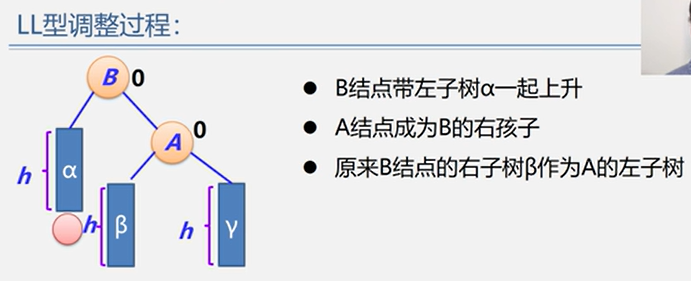 LL型调整过程：
B 0
● B结点带左子树α一起上升
A 0
● A结点成为B的右孩子
● 原来B结点的右子树β作为A的左子树
h α
h β
h γ